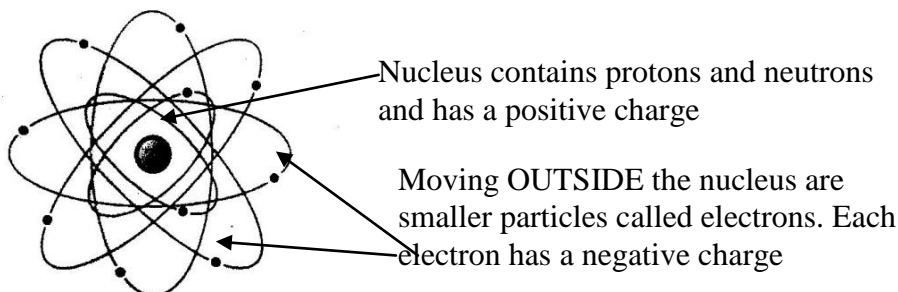 Nucleus contains protons and neutrons
and has a positive charge
Moving OUTSIDE the nucleus are
smaller particles called electrons. Each
electron has a negative charge